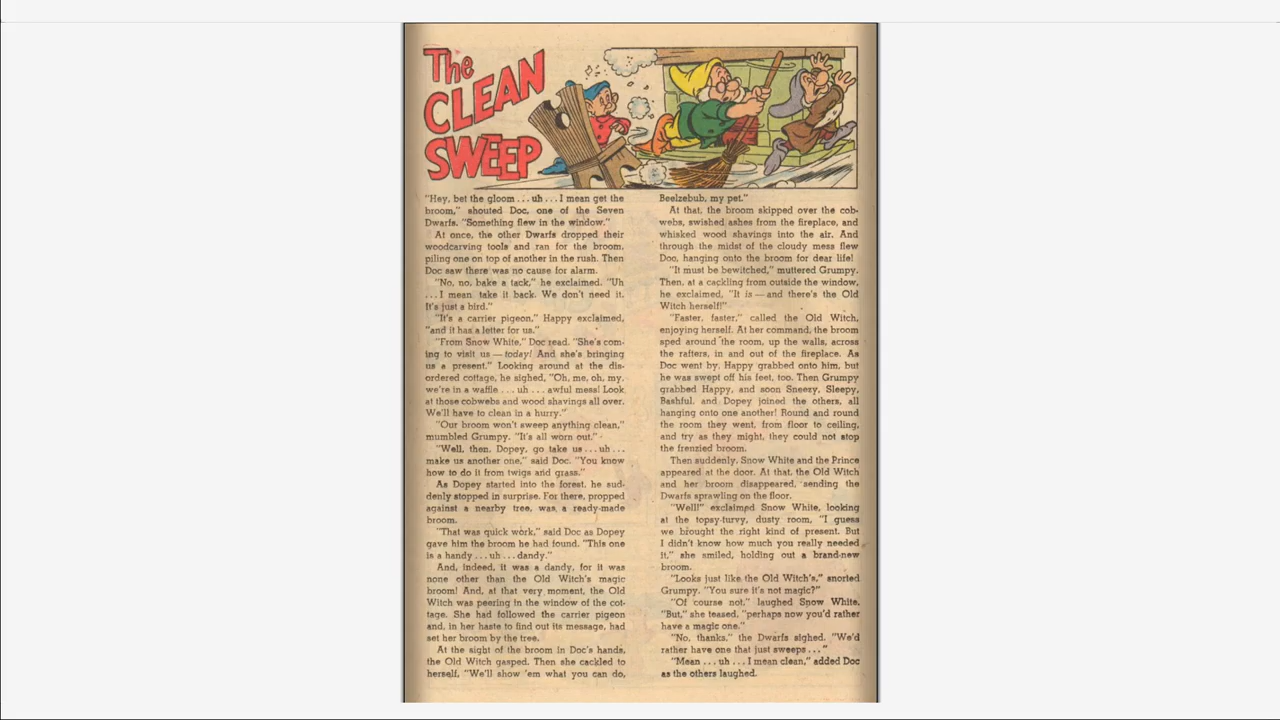 The
CLEAN
SWEEP
"Hey, bet the gloom . . . uh . . . I mean get the
broom," shouted Doc, one of the Seven
Dwarfs. "Something flew in the window."
At once, the other Dwarfs dropped their
woodcarving tools and ran for the broom,
piling one on top of another in the rush. Then
Doc saw there was no cause for alarm.
"No, no, bake a tack," he exclaimed. "Uh
. . . I mean take it back. We don't need it.
It's just a bird."
"It's a carrier pigeon," Happy exclaimed,
"and it has a letter for us."
"From Snow White," Doc read. "She's com-
ing to visit us — today! And she's bringing
us a present." Looking around at the dis-
ordered cottage, he sighed, "Oh, me, oh, my,
we're in a waffle . . . uh . . . awful mess! Look
at those cobwebs and wood shavings all over.
We'll have to clean in a hurry."
"Our broom won't sweep anything clean,"
mumbled Grumpy. "It's all worn out."
"Well, then, Dopey, go take us . . . uh . . .
make us another one," said Doc. "You know
how to do it from twigs and grass."
As Dopey started into the forest, he sud-
denly stopped in surprise. For there, propped
against a nearby tree, was a ready-made
broom.
"That was quick work," said Doc as Dopey
gave him the broom he had found. "This one
is a handy . . . uh . . . dandy."
And, indeed, it was a dandy, for it was
none other than the Old Witch's magic
broom! And, at that very moment, the Old
Witch was peering in the window of the cot-
tage. She had followed the carrier pigeon
and, in her haste to find out its message, had
set her broom by the tree.
At the sight of the broom in Doc's hands,
the Old Witch gasped. Then she cackled to
herself, "We'll show 'em what you can do,
Beelzebub, my pet."
At that, the broom skipped over the cob-
webs, swished ashes from the fireplace, and
whisked wood shavings into the air. And
through the midst of the cloudy mess flew
Doc, hanging onto the broom for dear life!
"It must be bewitched," muttered Grumpy.
Then, at a cackling from outside the window,
he exclaimed, "It is — and there's the Old
Witch herself!"
"Faster, faster," called the Old Witch,
enjoying herself. At her command, the broom
sped around the room, up the walls, across
the rafters, in and out of the fireplace. As
Doc went by, Happy grabbed onto him, but
he was swept off his feet, too. Then Grumpy
grabbed Happy, and soon Sneezy, Sleepy,
Bashful, and Dopey joined the others, all
hanging onto one another! Round and round
the room they went, from floor to ceiling,
and try as they might, they could not stop
the frenzied broom.
Then suddenly, Snow White and the Prince
appeared at the door. At that, the Old Witch
and her broom disappeared, sending the
Dwarfs sprawling on the floor.
"Well!" exclaimed Snow White, looking
at the topsy-turvy, dusty room, "I guess
we brought the right kind of present. But
I didn't know how much you really needed
it," she smiled, holding out a brand-new
broom.
"Looks just like the Old Witch's," snorted
Grumpy. "You sure it's not magic?"
"Of course not," laughed Snow White.
"But," she teased, "perhaps now you'd rather
have a magic one."
"No, thanks," the Dwarfs sighed. "We'd
rather have one that just sweeps . . ."
"Mean . . . uh . . . I mean clean," added Doc
as the others laughed.